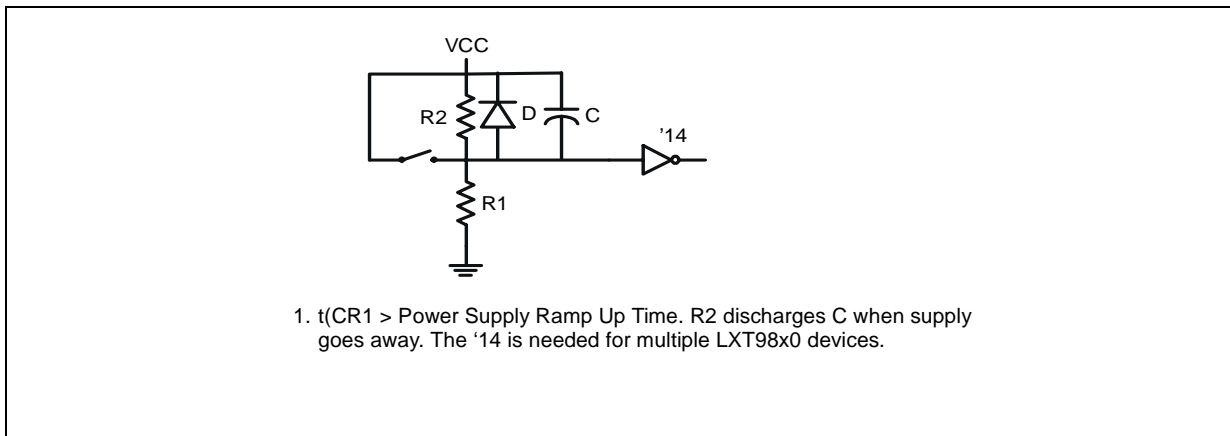 VCC
R2
D
C
’14
R1
1. t(CR1 > Power Supply Ramp Up Time. R2 discharges C when supply
goes away. The ‘14 is needed for multiple LXT98x0 devices.